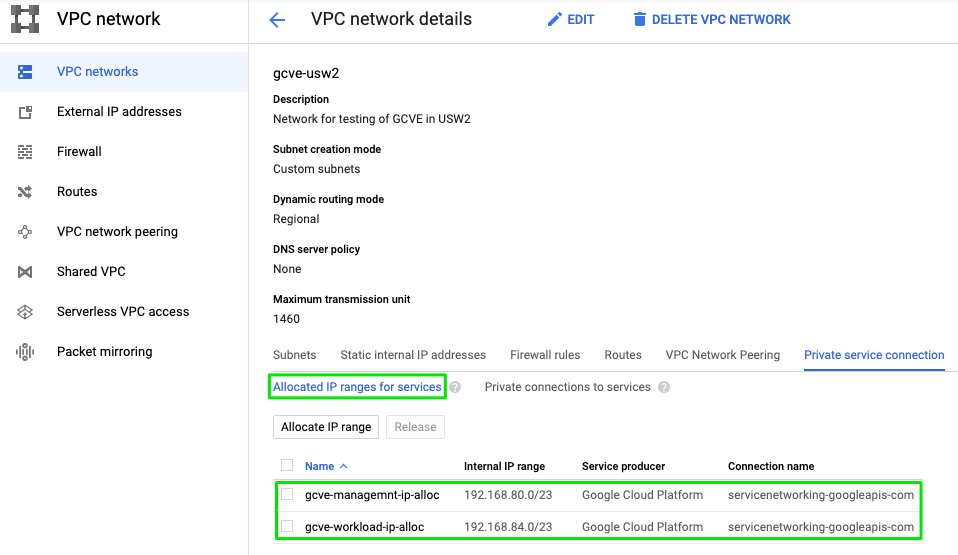 VPC network
VPC network details
EDIT
DELETE VPC NETWORK
VPC networks
External IP addresses
Firewall
Routes
VPC network peering
Shared VPC
Serverless VPC access
Packet mirroring
gcve-usw2
Description
Network for testing of GCVE in USW2
Subnet creation mode
Custom subnets
Dynamic routing mode
Regional
DNS server policy
None
Maximum transmission unit
1460
Subnets Static internal IP addresses Firewall rules Routes VPC Network Peering Private service connection
Allocated IP ranges for services ? Private connections to services ?
Allocate IP range Release
Name Internal IP range Service producer Connection name
gcve-managemnt-ip-alloc 192.168.80.0/23 Google Cloud Platform servicenetworking-googleapis-com
gcve-workload-ip-alloc 192.168.84.0/23 Google Cloud Platform servicenetworking-googleapis-com